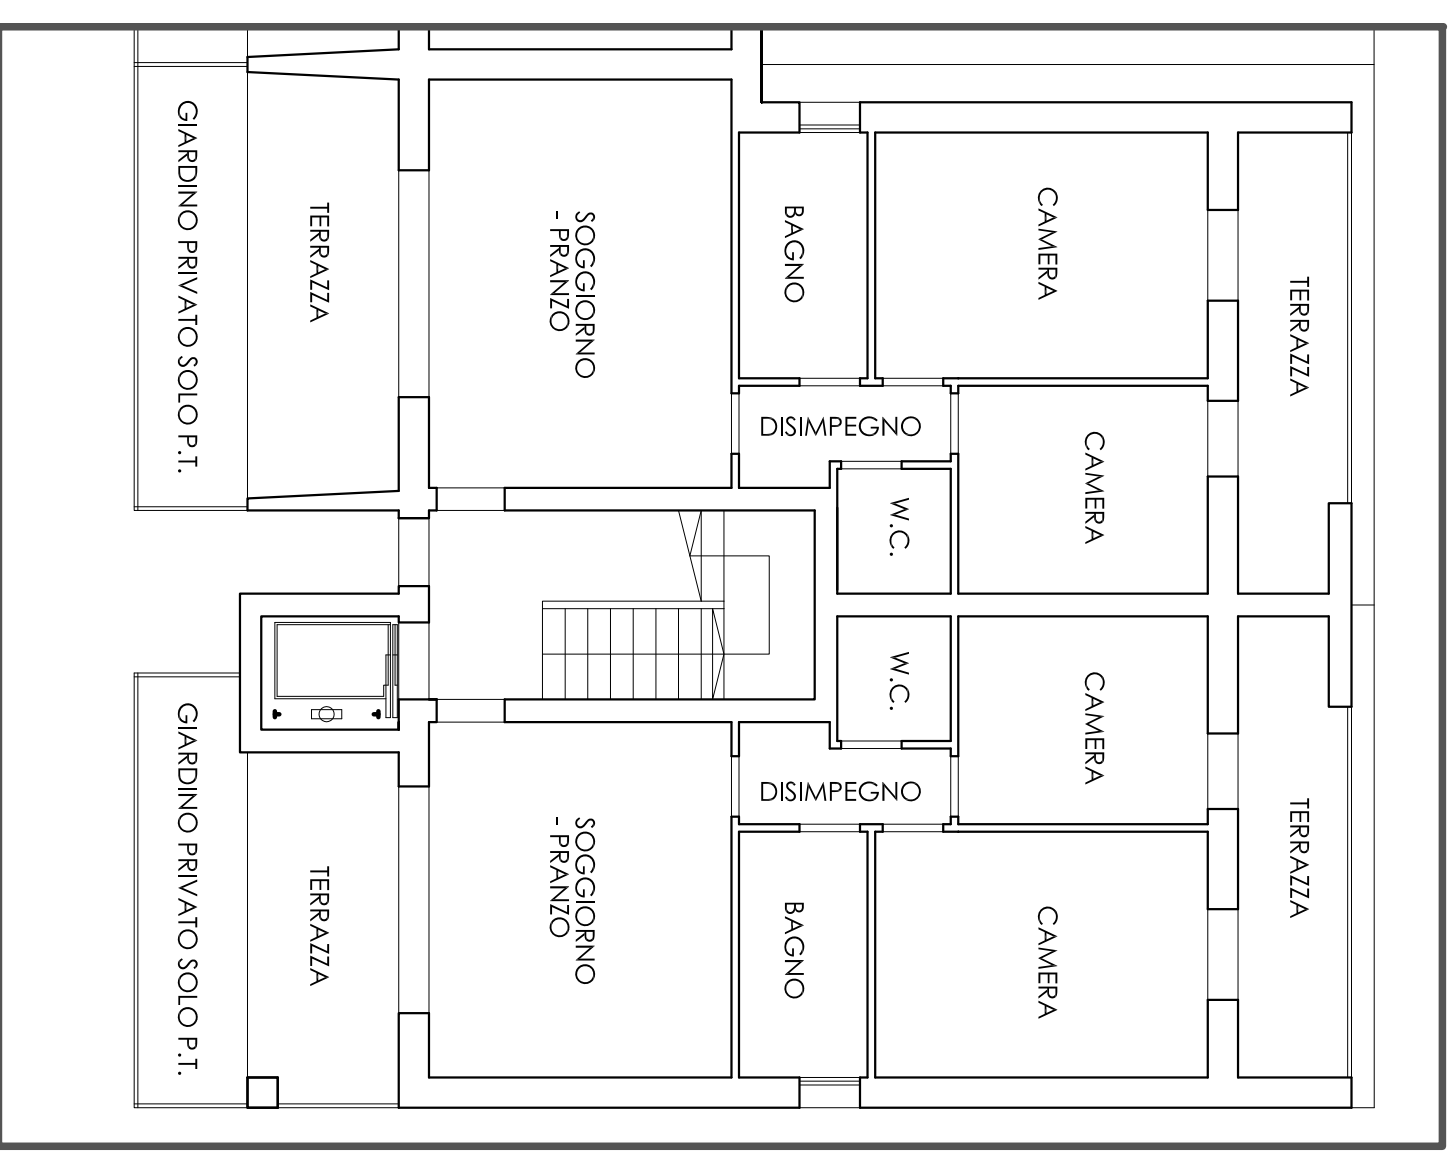 GIARDINO PRIVATO SOLO P.T.
TERRAZZA
SOGGIORNO
- PRANZO
BAGNO
CAMERA
TERRAZZA
DISIMPEGNO
CAMERA
W.C.
W.C.
CAMERA
DISIMPEGNO
GIARDINO PRIVATO SOLO P.T.
TERRAZZA
SOGGIORNO
- PRANZO
BAGNO
CAMERA
TERRAZZA